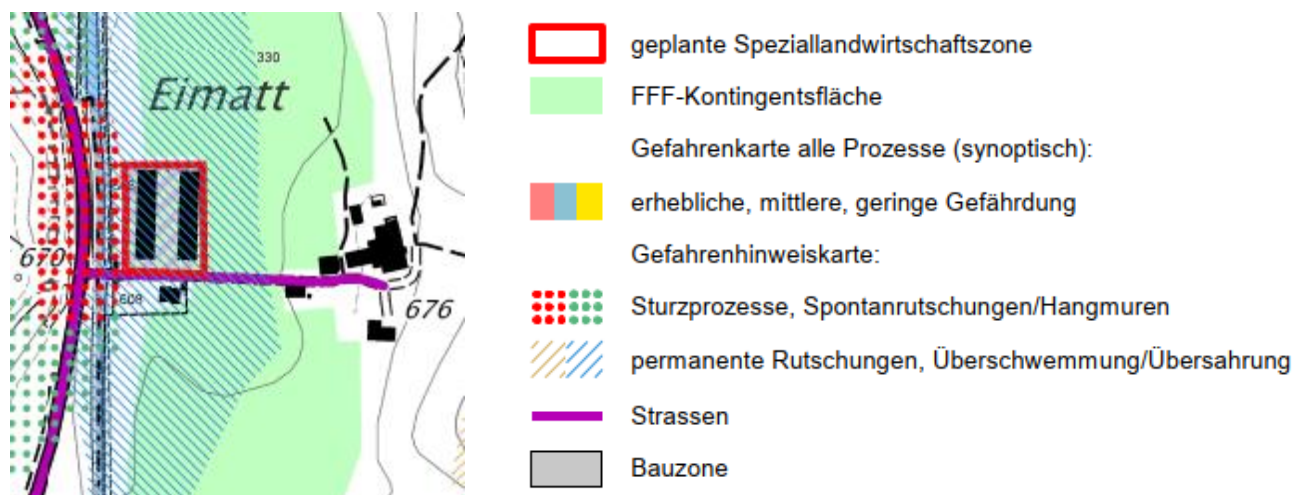 330
Eimatt
670
608
676
geplante Speziallandwirtschaftszone
FFF-Kontingentsfläche
Gefahrenkarte alle Prozesse (synoptisch):
erhebliche, mittlere, geringe Gefährdung
Gefahrenhinweiskarte:
Sturzprozesse, Spontanrutschungen/Hangmuren
permanente Rutschungen, Überschwemmung/Übersahrung
Strassen
Bauzone